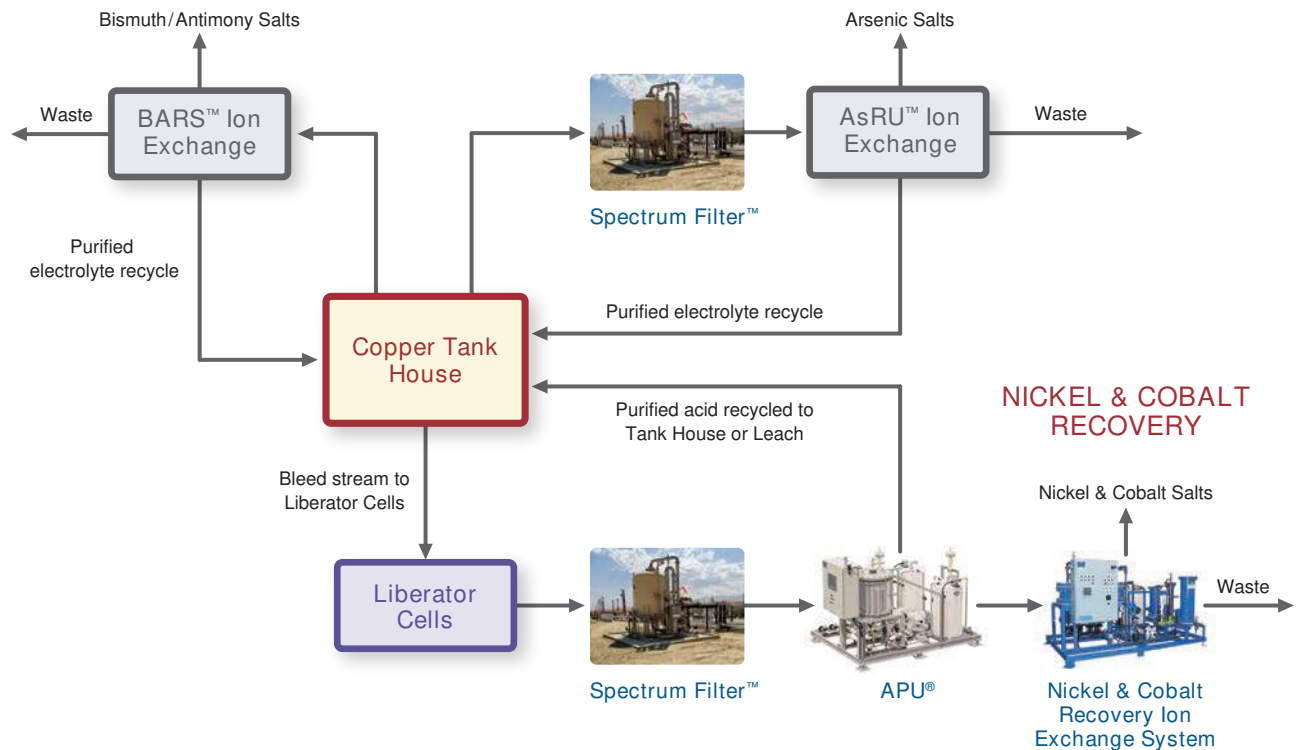 Bismuth/Antimony Salts
Arsenic Salts
Waste
BARS™ Ion
Exchange
AsRU™ Ion
Exchange
Waste
Spectrum Filter™
Purified
electrolyte recycle
Purified electrolyte recycle
Copper Tank
House
Purified acid recycled to
Tank House or Leach
NICKEL & COBALT
RECOVERY
Bleed stream to
Liberator Cells
Nickel & Cobalt Salts
Liberator
Cells
Waste
Spectrum Filter™
APU®
Nickel & Cobalt
Recovery Ion
Exchange System